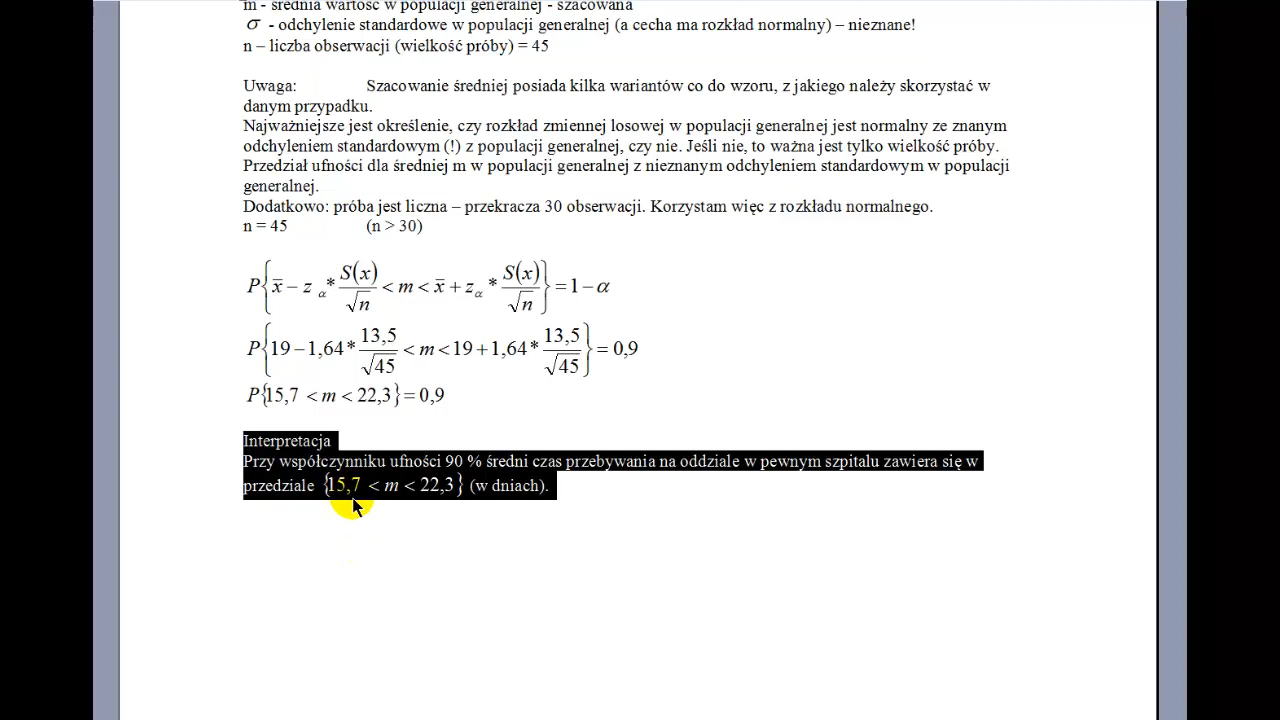 m - średnia wartość w populacji generalnej - szacowana
σ - odchylenie standardowe w populacji generalnej (a cecha ma rozkład normalny) – nieznane!
n – liczba obserwacji (wielkość próby) = 45
Uwaga: Szacowanie średniej posiada kilka wariantów co do wzoru, z jakiego należy skorzystać w
danym przypadku.
Najważniejsze jest określenie, czy rozkład zmiennej losowej w populacji generalnej jest normalny ze znanym
odchyleniem standardowym (!) z populacji generalnej, czy nie. Jeśli nie, to ważna jest tylko wielkość próby.
Przedział ufności dla średniej m w populacji generalnej z nieznanym odchyleniem standardowym w populacji
generalnej.
Dodatkowo: próba jest liczna – przekracza 30 obserwacji. Korzystam więc z rozkładu normalnego.
n = 45 (n > 30)
P{x̄ − z_α * S(x)/√n < m < x̄ + z_α * S(x)/√n} = 1 − α
P{19 − 1,64 * 13,5/√45 < m < 19 + 1,64 * 13,5/√45} = 0,9
P{15,7 < m < 22,3} = 0,9
Interpretacja
Przy współczynniku ufności 90 % średni czas przebywania na oddziale w pewnym szpitalu zawiera się w
przedziale {15,7 < m < 22,3} (w dniach).